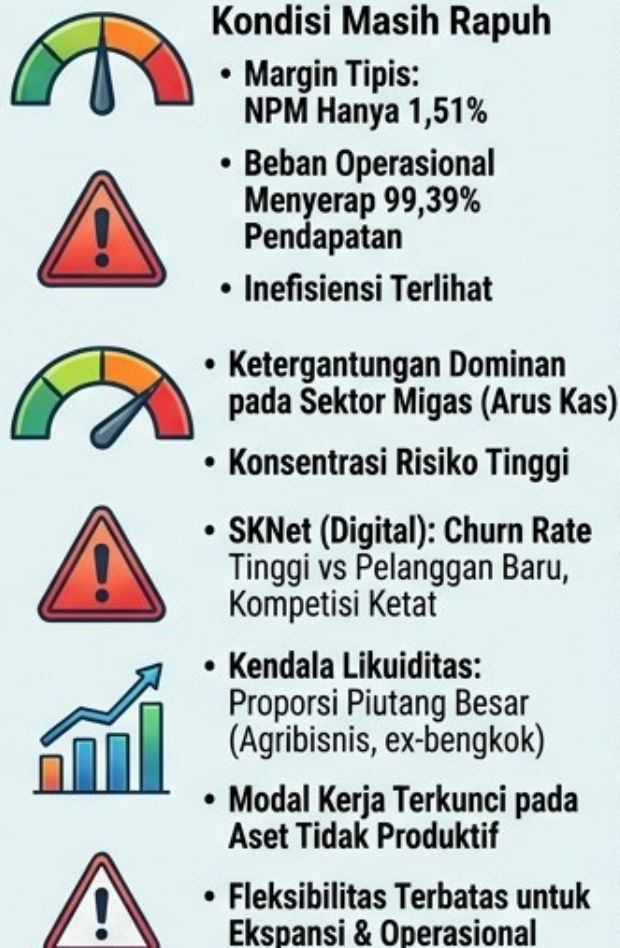 Kondisi Masih Rapuh
• Margin Tipis:
NPM Hanya 1,51%
• Beban Operasional
Menyerap 99,39%
Pendapatan
• Inefisiensi Terlihat
• Ketergantungan Dominan
pada Sektor Migas (Arus Kas)
• Konsentrasi Risiko Tinggi
• SKNet (Digital): Churn Rate
Tinggi vs Pelanggan Baru,
Kompetisi Ketat
• Kendala Likuiditas:
Proporsi Piutang Besar
(Agribisnis, ex-bengkok)
• Modal Kerja Terkunci pada
Aset Tidak Produktif
• Fleksibilitas Terbatas untuk
Ekspansi & Operasional